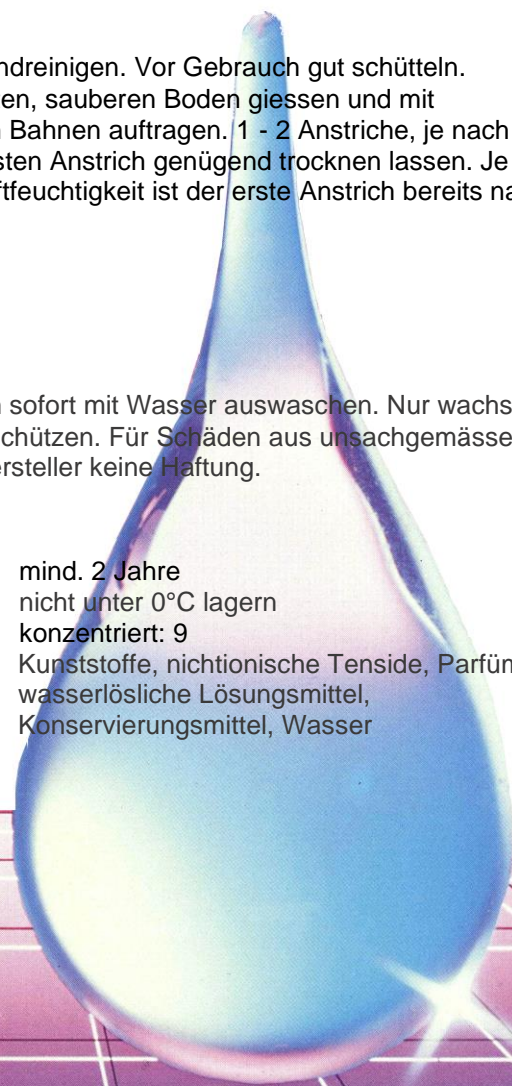 ndreinigen. Vor Gebrauch gut schütteln.
en, sauberen Boden giessen und mit
n Bahnen auftragen. 1 - 2 Anstriche, je nach
sten Anstrich genügend trocknen lassen. Je
ftfeuchtigkeit ist der erste Anstrich bereits na
n sofort mit Wasser auswaschen. Nur wachs
chützen. Für Schäden aus unsachgemässe
ersteller keine Haftung.
mind. 2 Jahre
nicht unter 0°C lagern
konzentriert: 9
Kunststoffe, nichtionische Tenside, Parfüm
wasserlösliche Lösungsmittel,
Konservierungsmittel, Wasser